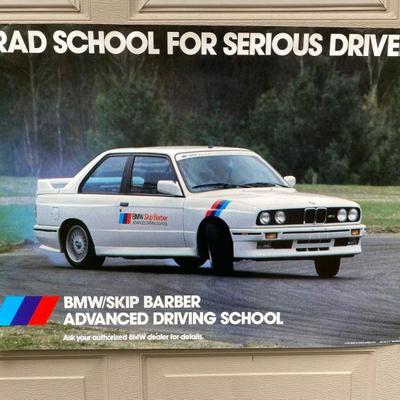 RAD SCHOOL FOR SERIOUS DRIVE
BMW Skip Barber
ADVANCED DRIVING SCHOOL
BMW/SKIP BARBER
ADVANCED DRIVING SCHOOL
Ask your authorized BMW dealer for details.